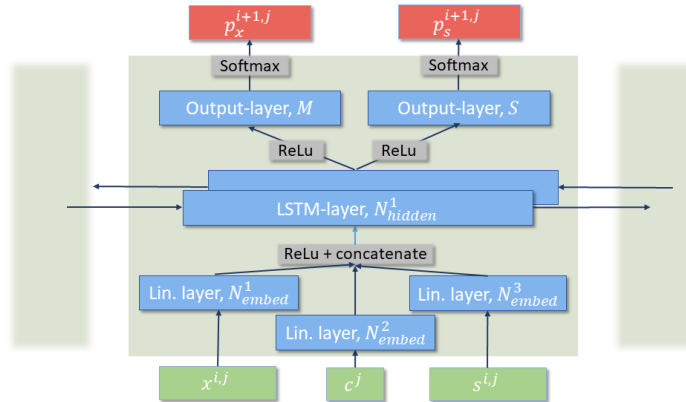 $p_x^{i+1,j}$ $p_s^{i+1,j}$
Softmax Softmax
Output-layer, $M$ Output-layer, $S$
ReLu ReLu
LSTM-layer, $N_{hidden}^1$
ReLu + concatenate
Lin. layer, $N_{embed}^1$ Lin. layer, $N_{embed}^3$
Lin. layer, $N_{embed}^2$
$x^{i,j}$ $c^j$ $s^{i,j}$